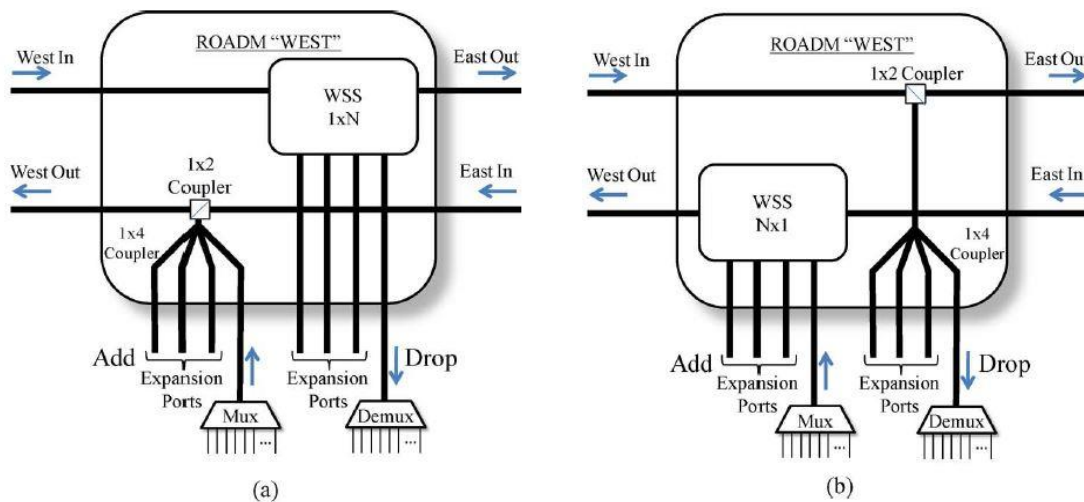 ROADM "WEST"
West In
East Out
WSS
1xN
West Out
1x2
Coupler
East In
1x4
Coupler
Add
Expansion
Ports
Expansion
Ports
Drop
Mux
...
Demux
...
(a)
ROADM "WEST"
West In
1x2 Coupler
East Out
West Out
WSS
Nx1
East In
1x4
Coupler
Add
Expansion
Ports
Expansion
Ports
Drop
Mux
...
Demux
...
(b)